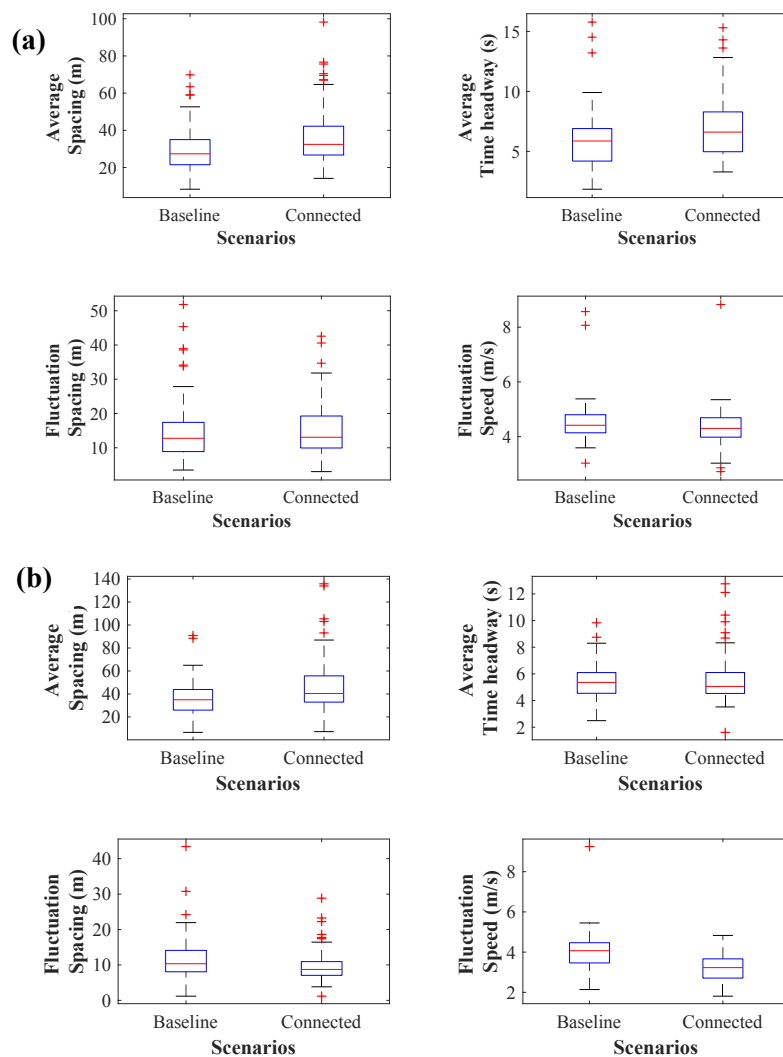 (a)
Average
Spacing (m)
100
80
60
40
20
Baseline
Connected
Scenarios
Average
Time headway (s)
15
10
5
Baseline
Connected
Scenarios
Fluctuation
Spacing (m)
50
40
30
20
10
Baseline
Connected
Scenarios
Fluctuation
Speed (m/s)
8
6
4
Baseline
Connected
Scenarios
(b)
Average
Spacing (m)
140
120
100
80
60
40
20
Baseline
Connected
Scenarios
Average
Time headway (s)
12
10
8
6
4
2
Baseline
Connected
Scenarios
Fluctuation
Spacing (m)
40
30
20
10
0
Baseline
Connected
Scenarios
Fluctuation
Speed (m/s)
8
6
4
2
Baseline
Connected
Scenarios